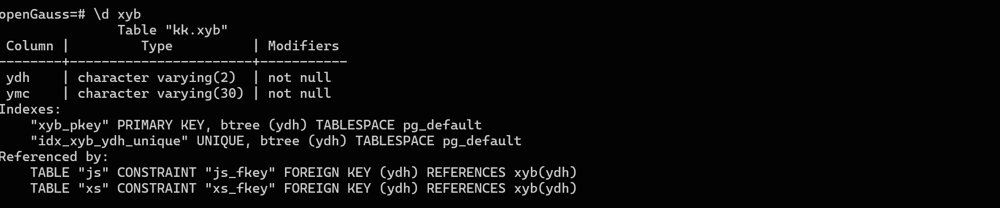 openGauss=# \d xyb
               Table "kk.xyb"
 Column |         Type          | Modifiers
--------+-----------------------+-----------
 ydh    | character varying(2)  | not null
 ymc    | character varying(30) | not null
Indexes:
    "xyb_pkey" PRIMARY KEY, btree (ydh) TABLESPACE pg_default
    "idx_xyb_ydh_unique" UNIQUE, btree (ydh) TABLESPACE pg_default
Referenced by:
    TABLE "js" CONSTRAINT "js_fkey" FOREIGN KEY (ydh) REFERENCES xyb(ydh)
    TABLE "xs" CONSTRAINT "xs_fkey" FOREIGN KEY (ydh) REFERENCES xyb(ydh)